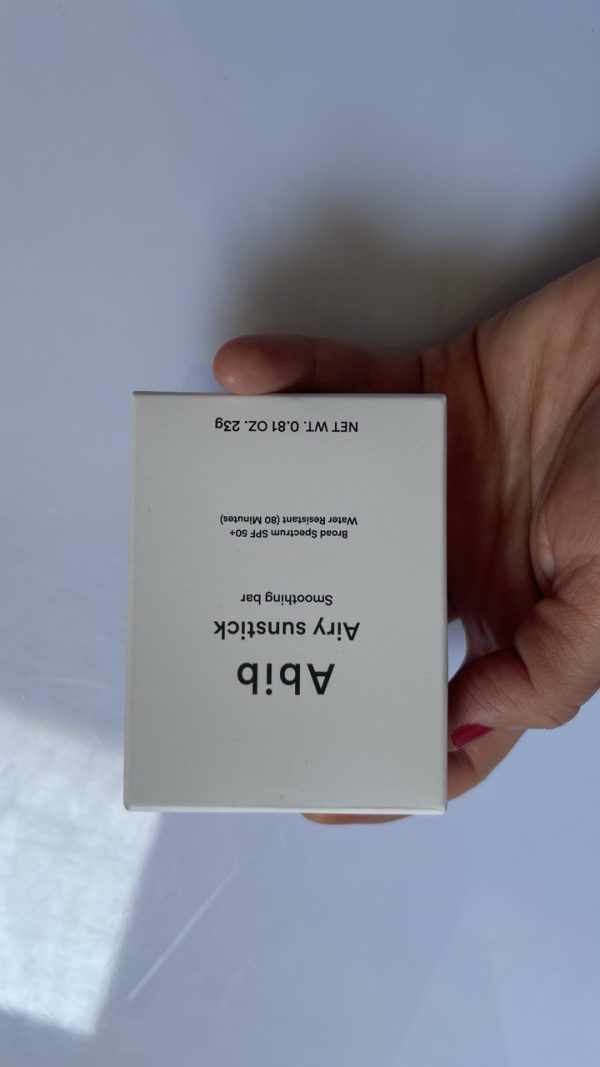 Abib
Airy sunstick
Smoothing bar
Broad Spectrum SPF 50+
Water Resistant (80 Minutes)
NET WT. 0.81 OZ. 23g